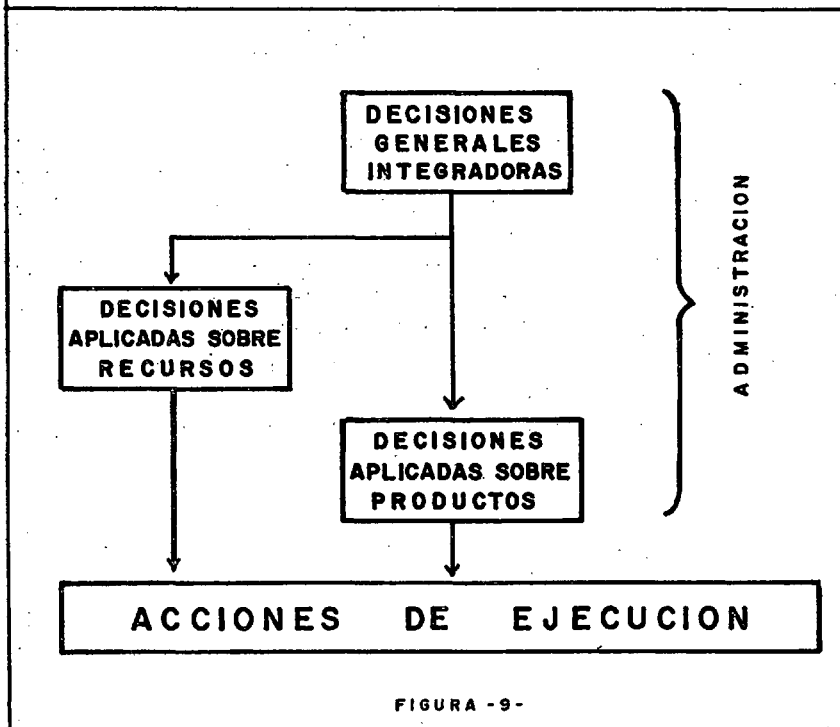 DECISIONES
GENERALES
INTEGRADORAS
ADMINISTRACION
DECISIONES
APLICADAS SOBRE
RECURSOS
DECISIONES
APLICADAS SOBRE
PRODUCTOS
ACCIONES DE EJECUCION
FIGURA -9-